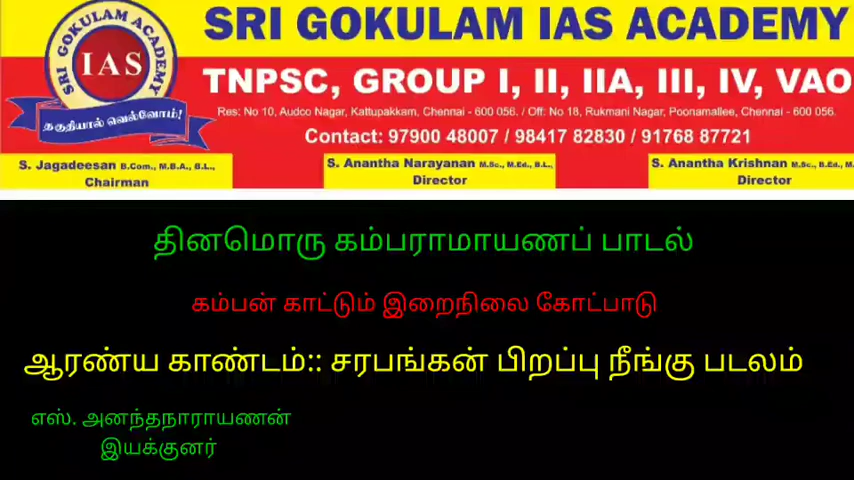 SRI GOKULAM IAS ACADEMY
SRI GOKULAM ACADEMY
IAS
தகுதியால் வெல்வோம்!
TNPSC, GROUP I, II, IIA, III, IV, VAO
Res: No 10, Audco Nagar, Kattupakkam, Chennai - 600 056. / Off: No 18, Rukmani Nagar, Poonamallee, Chennai - 600 056.
Contact: 97900 48007 / 98417 82830 / 91768 87721
S. Jagadeesan B.Com., M.B.A., B.L.,
Chairman
S. Anantha Narayanan M.Sc., M.Ed., B.L.,
Director
S. Anantha Krishnan M.Sc., B.Ed., M.
Director
தினமொரு கம்பராமாயணப் பாடல்
கம்பன் காட்டும் இறைநிலை கோட்பாடு
ஆரண்ய காண்டம்:: சரபங்கன் பிறப்பு நீங்கு படலம்
எஸ். அனந்தநாராயணன்
இயக்குனர்